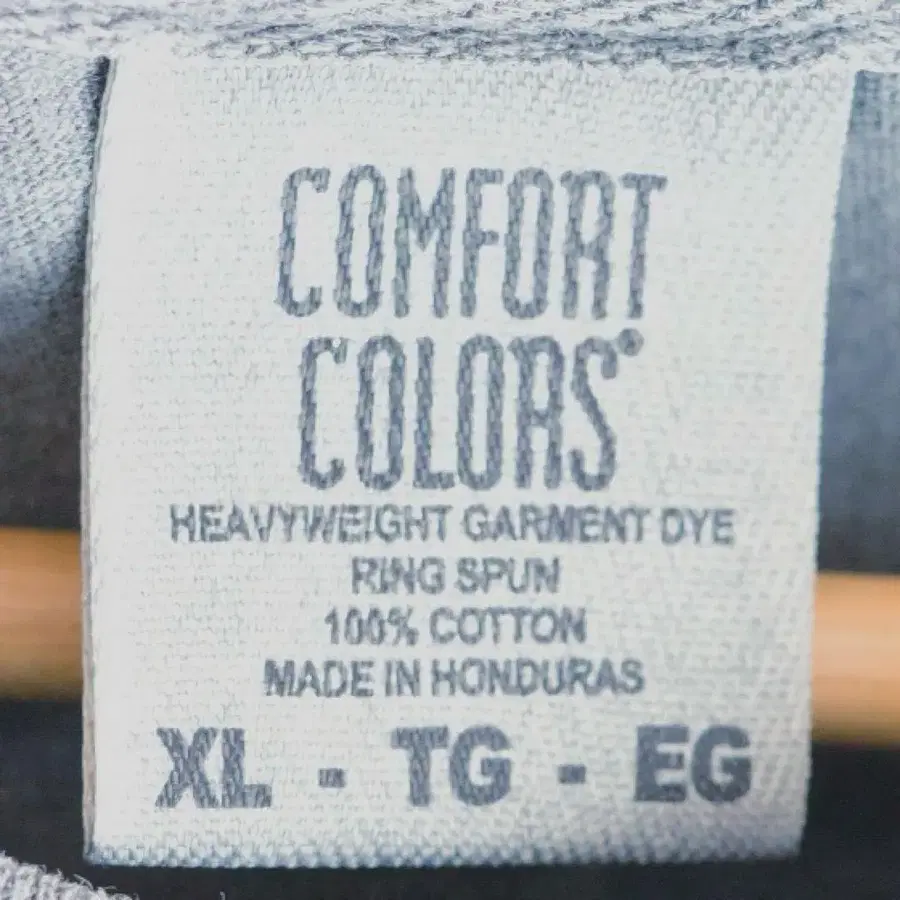 COMFORT
COLORS®
HEAVYWEIGHT GARMENT DYE
RING SPUN
100% COTTON
MADE IN HONDURAS
XL - TG - EG